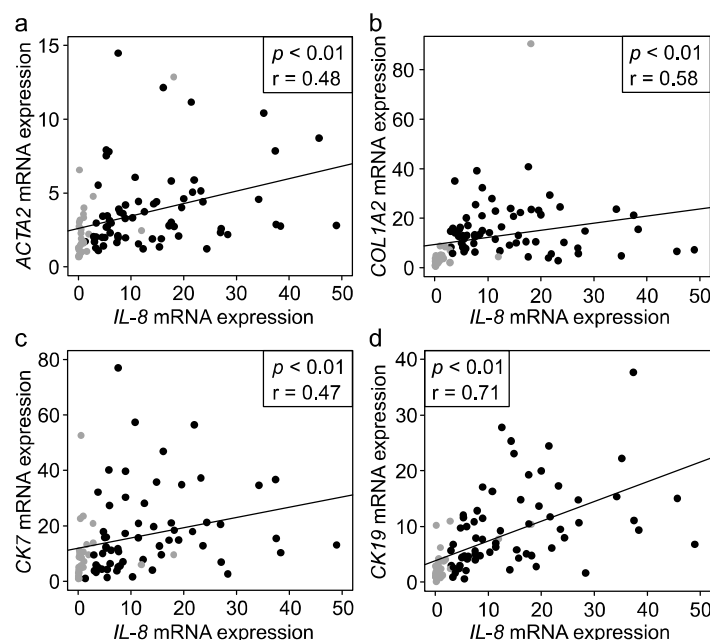 a
15
10
5
0
ACTA2 mRNA expression
p < 0.01
r = 0.48
0 10 20 30 40 50
IL-8 mRNA expression
b
80
60
40
20
0
COL1A2 mRNA expression
p < 0.01
r = 0.58
0 10 20 30 40 50
IL-8 mRNA expression
c
80
60
40
20
0
CK7 mRNA expression
p < 0.01
r = 0.47
0 10 20 30 40 50
IL-8 mRNA expression
d
40
30
20
10
0
CK19 mRNA expression
p < 0.01
r = 0.71
0 10 20 30 40 50
IL-8 mRNA expression